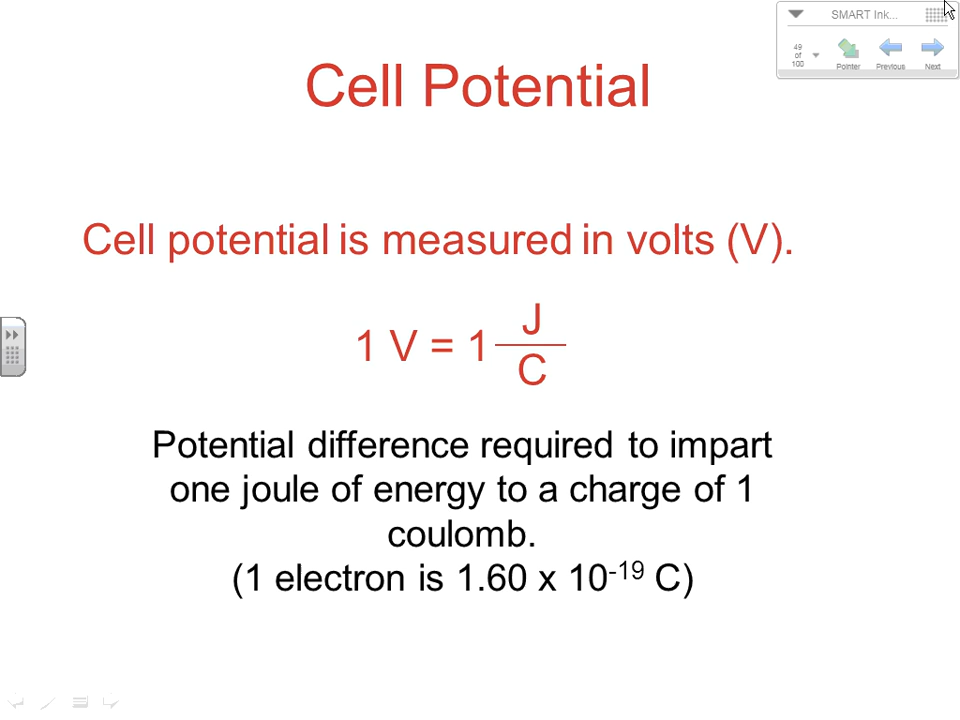 SMART Ink...
49
of
100
Pointer
Previous
Next
Cell Potential
Cell potential is measured in volts (V).
1 V = 1 J
C
Potential difference required to impart
one joule of energy to a charge of 1
coulomb.
(1 electron is 1.60 x 10⁻¹⁹ C)